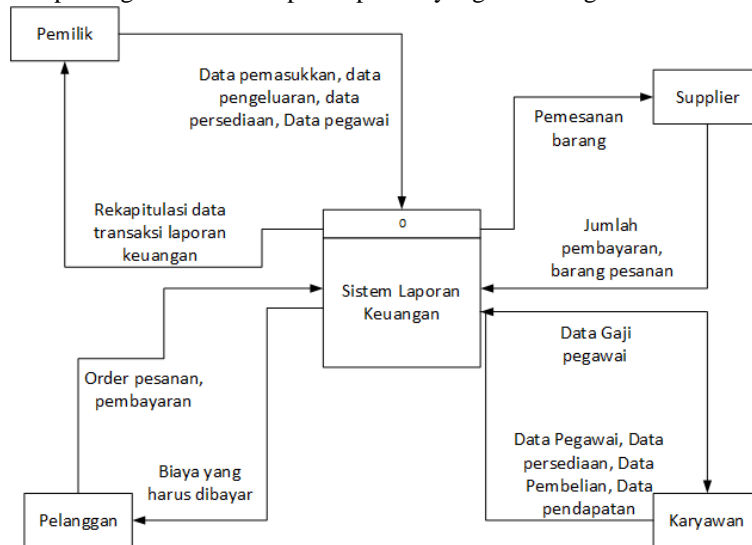 Pemilik
Data pemasukkan, data
pengeluaran, data
persediaan, Data pegawai
Supplier
Pemesanan
barang
Rekapitulasi data
transaksi laporan
keuangan
0
Jumlah
pembayaran,
barang pesanan
Sistem Laporan
Keuangan
Data Gaji
pegawai
Order pesanan,
pembayaran
Data Pegawai, Data
persediaan, Data
Pembelian, Data
pendapatan
Biaya yang
harus dibayar
Pelanggan
Karyawan